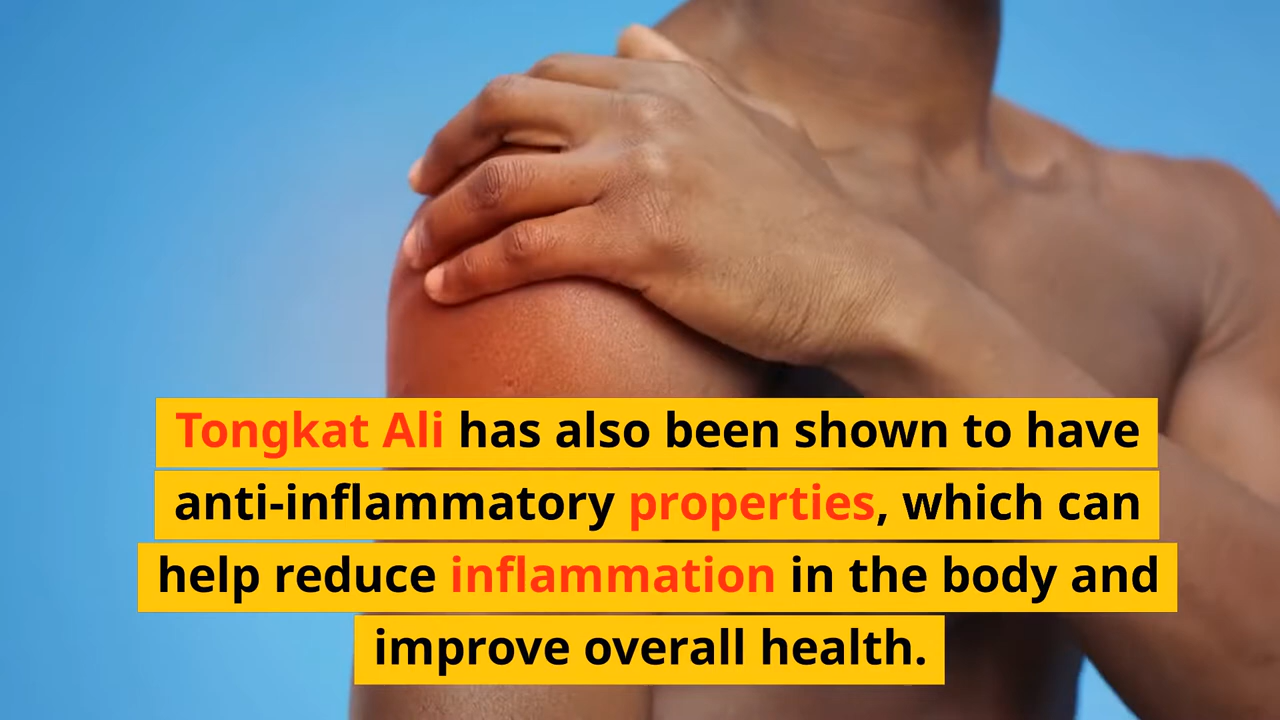 Tongkat Ali has also been shown to have
anti-inflammatory properties, which can
help reduce inflammation in the body and
improve overall health.